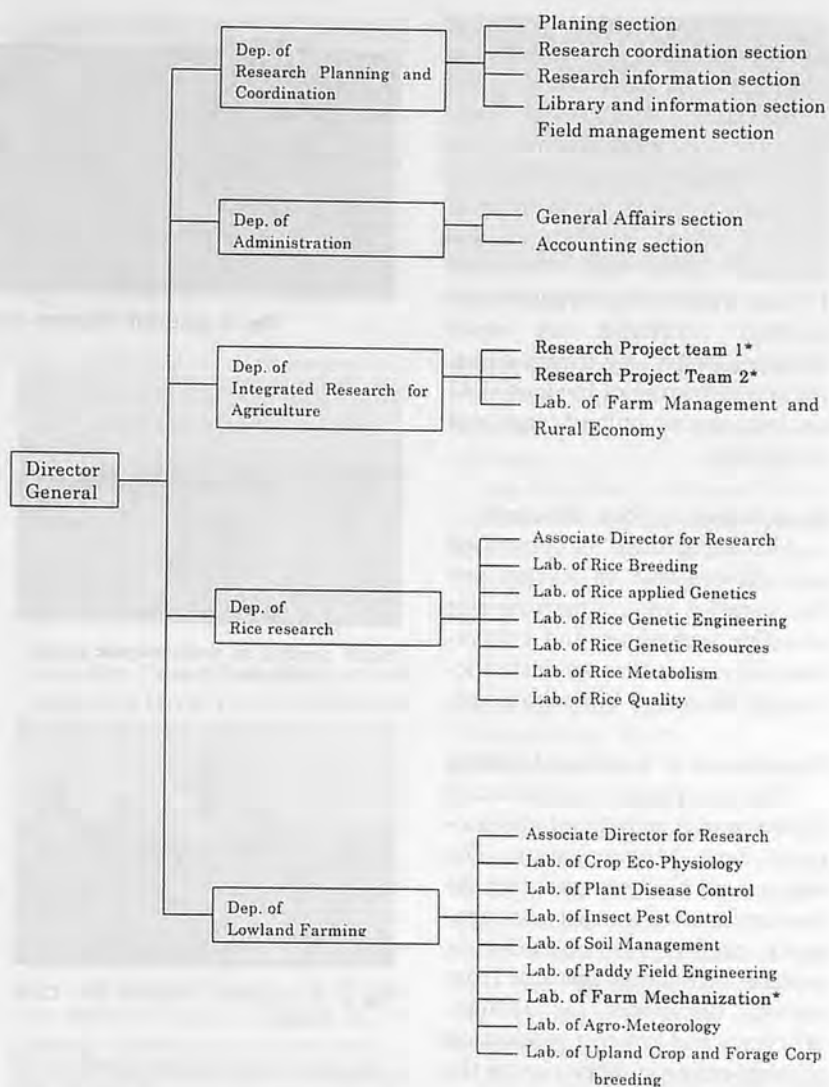 Dep. of
Research Planning and
Coordination
Planing section
Research coordination section
Research information section
Library and information section
Field management section
Dep. of
Administration
General Affairs section
Accounting section
Dep. of
Integrated Research for
Agriculture
Research Project team 1*
Research Project Team 2*
Lab. of Farm Management and
Rural Economy
Director
General
Dep. of
Rice research
Associate Director for Research
Lab. of Rice Breeding
Lab. of Rice applied Genetics
Lab. of Rice Genetic Engineering
Lab. of Rice Genetic Resources
Lab. of Rice Metabolism
Lab. of Rice Quality
Dep. of
Lowland Farming
Associate Director for Research
Lab. of Crop Eco-Physiology
Lab. of Plant Disease Control
Lab. of Insect Pest Control
Lab. of Soil Management
Lab. of Paddy Field Engineering
Lab. of Farm Mechanization*
Lab. of Agro-Meteorology
Lab. of Upland Crop and Forage Corp
breeding